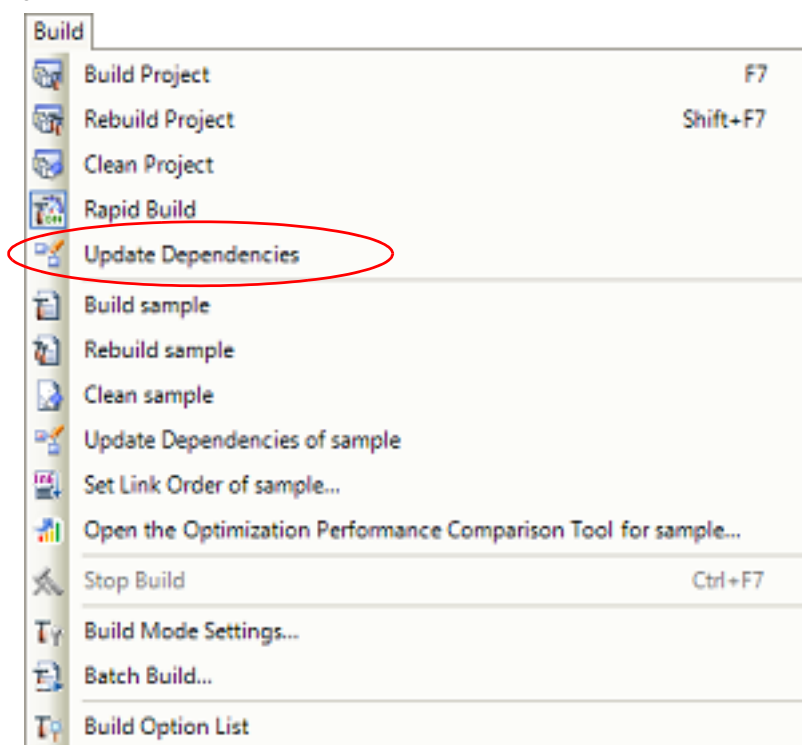 Build
Build Project F7
Rebuild Project Shift+F7
Clean Project
Rapid Build
Update Dependencies
Build sample
Rebuild sample
Clean sample
Update Dependencies of sample
Set Link Order of sample...
Open the Optimization Performance Comparison Tool for sample...
Stop Build Ctrl+F7
Build Mode Settings...
Batch Build...
Build Option List